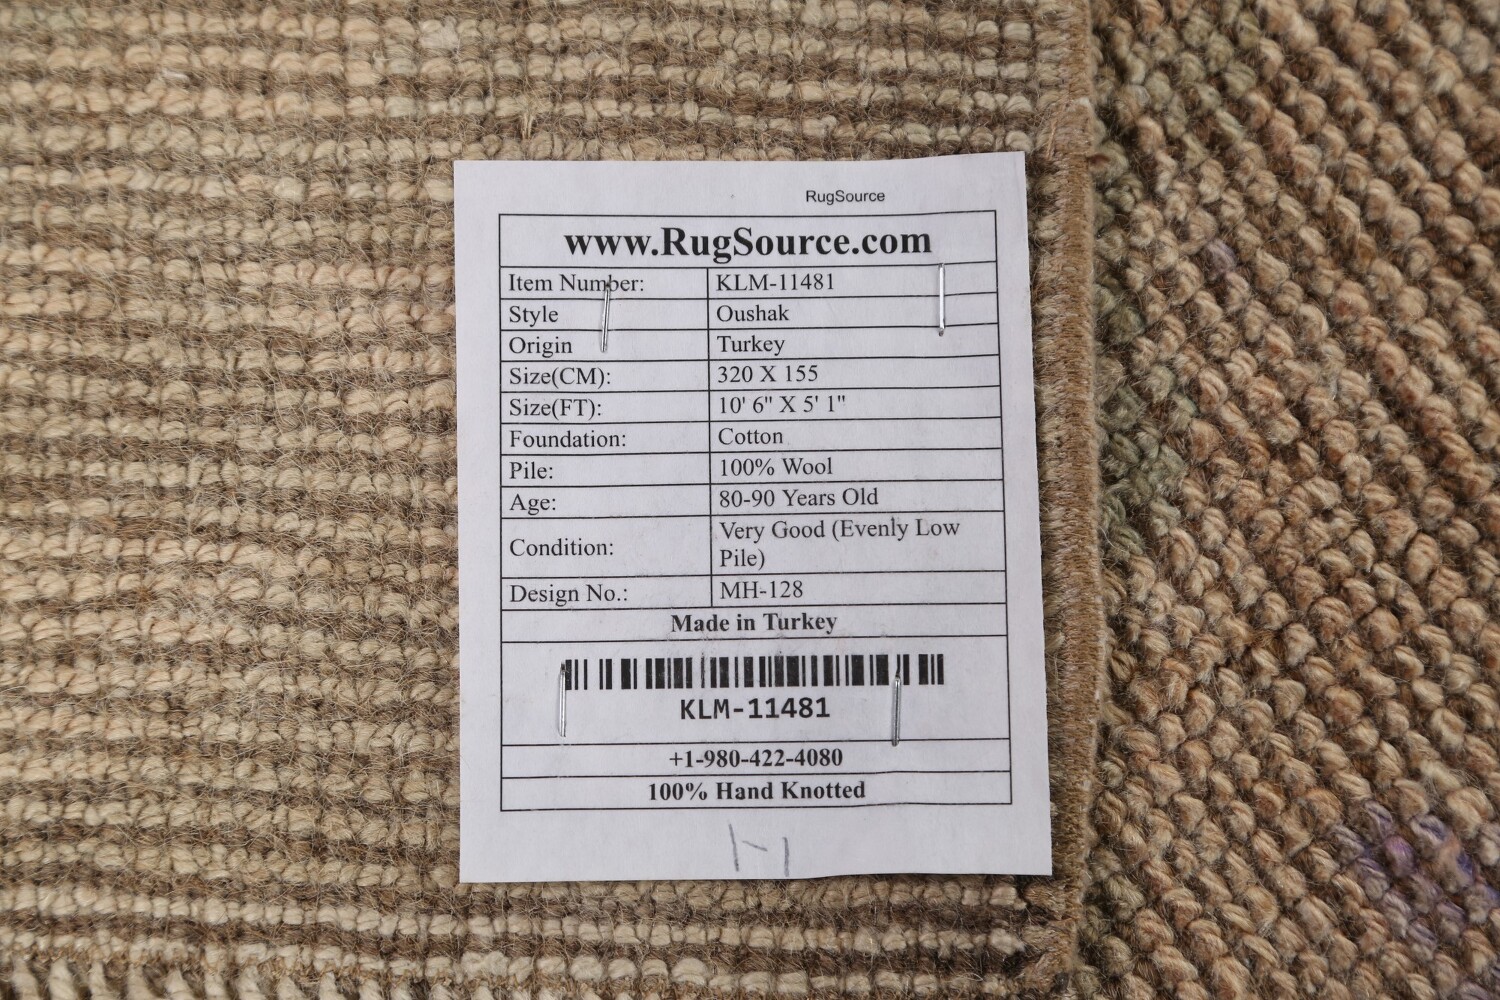 RugSource
www.RugSource.com
Item Number: KLM-11481
Style Oushak
Origin Turkey
Size(CM): 320 X 155
Size(FT): 10' 6" X 5' 1"
Foundation: Cotton
Pile: 100% Wool
Age: 80-90 Years Old
Condition: Very Good (Evenly Low
Pile)
Design No.: MH-128
Made in Turkey
KLM-11481
+1-980-422-4080
100% Hand Knotted